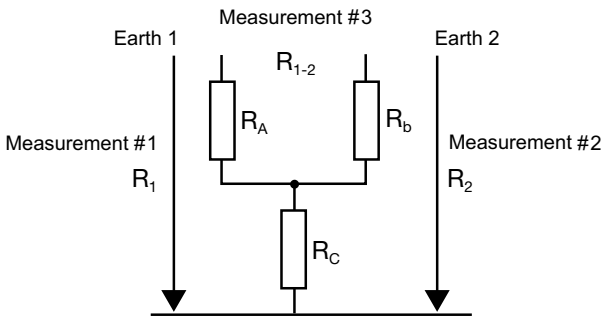 Measurement #3
Earth 1
Earth 2
R1-2
RA
Rb
Measurement #1
R1
Measurement #2
R2
RC